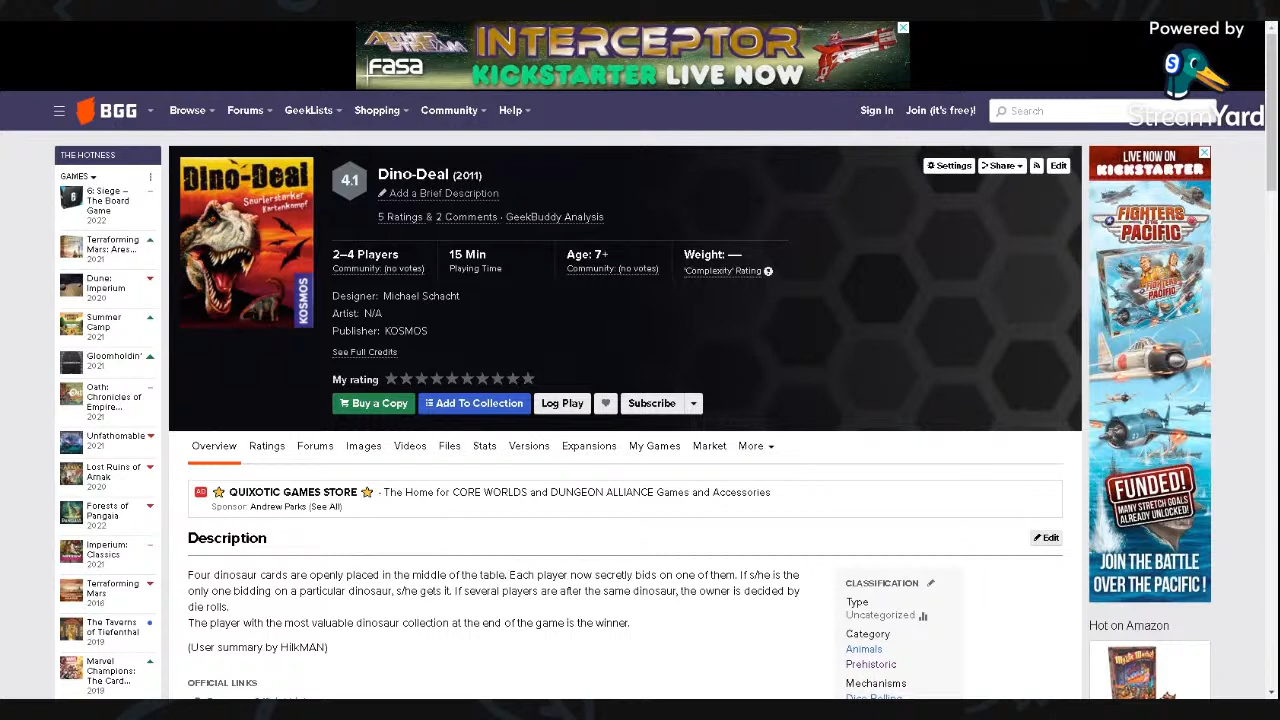 Powered by
StreamYard
INTERCEPTOR
FASA
KICKSTARTER LIVE NOW
BGG
Browse
Forums
GeekLists
Shopping
Community
Help
Sign In
Join (it's free!)
Search
THE HOTNESS
GAMES
6: Siege –
The Board
Game
2022
Terraforming
Mars: Ares...
2021
Dune:
Imperium
2020
Summer
Camp
2021
Gloomholdin'
2021
Oath:
Chronicles of
Empire...
2021
Unfathomable
2021
Lost Ruins of
Arnak
2020
Forests of
Pangaia
2022
Imperium:
Classics
2021
Terraforming
Mars
2016
The Taverns
of Tiefenthal
2019
Marvel
Champions:
The Card...
2019
Dino-Deal
Saurierstarker
Kartenkampf
KOSMOS
4.1
Dino-Deal (2011)
Add a Brief Description
5 Ratings & 2 Comments · GeekBuddy Analysis
Settings
Share
Edit
2–4 Players
Community: (no votes)
15 Min
Playing Time
Age: 7+
Community: (no votes)
Weight: —
'Complexity' Rating
Designer: Michael Schacht
Artist: N/A
Publisher: KOSMOS
See Full Credits
My rating
Buy a Copy
Add To Collection
Log Play
Subscribe
Overview
Ratings
Forums
Images
Videos
Files
Stats
Versions
Expansions
My Games
Market
More
AD QUIXOTIC GAMES STORE - The Home for CORE WORLDS and DUNGEON ALLIANCE Games and Accessories
Sponsor: Andrew Parks (See All)
Description
Edit
Four dinosaur cards are openly placed in the middle of the table. Each player now secretly bids on one of them. If s/he is the
only one bidding on a particular dinosaur, s/he gets it. If several players are after the same dinosaur, the owner is decided by
die rolls.
The player with the most valuable dinosaur collection at the end of the game is the winner.
(User summary by HilkMAN)
OFFICIAL LINKS
CLASSIFICATION
Type
Uncategorized
Category
Animals
Prehistoric
Mechanisms
Dice Rolling
LIVE NOW ON
KICKSTARTER
FIGHTERS
OF THE
PACIFIC
FIGHTERS
OF THE
PACIFIC
FUNDED!
MANY STRETCH GOALS
ALREADY UNLOCKED!
JOIN THE BATTLE
OVER THE PACIFIC !
Hot on Amazon